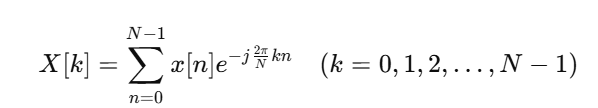 X[k] = \sum_{n=0}^{N-1} x[n]e^{-j\frac{2\pi}{N}kn} \quad (k = 0, 1, 2, \ldots, N-1)